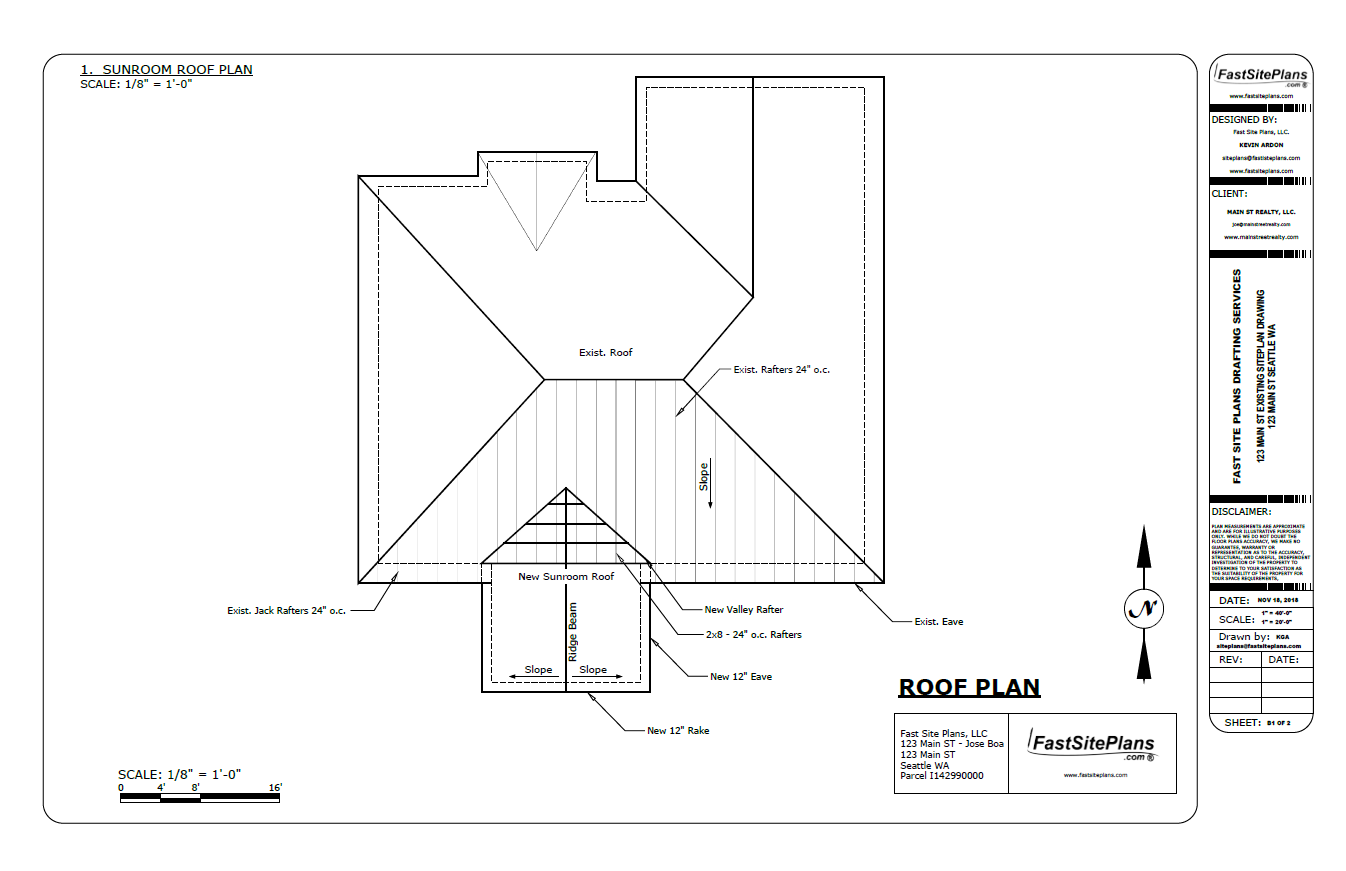 1. SUNROOM ROOF PLAN
SCALE: 1/8" = 1'-0"
Exist. Roof
Exist. Rafters 24" o.c.
Slope
New Sunroom Roof
Exist. Jack Rafters 24" o.c.
New Valley Rafter
2x8 - 24" o.c. Rafters
Ridge Beam
Exist. Eave
Slope
Slope
New 12" Eave
New 12" Rake
N
ROOF PLAN
Fast Site Plans, LLC
123 Main ST - Jose Boa
123 Main ST
Seattle WA
Parcel I142990000
FastSitePlans
.com ®
www.fastsiteplans.com
SCALE: 1/8" = 1'-0"
0 4' 8' 16'
FastSitePlans
.com ®
www.fastsiteplans.com
DESIGNED BY:
Fast Site Plans, LLC.
KEVIN ARDON
siteplans@fastsiteplans.com
www.fastsiteplans.com
CLIENT:
MAIN ST REALTY, LLC.
joe@mainstreetrealty.com
www.mainstreetrealty.com
FAST SITE PLANS DRAFTING SERVICES
123 MAIN ST EXISTING SITEPLAN DRAWING
123 MAIN ST SEATTLE WA
DISCLAIMER:
PLAN MEASUREMENTS ARE APPROXIMATE
AND ARE FOR ILLUSTRATIVE PURPOSES
ONLY. WHILE WE DO NOT DOUBT THE
FLOOR PLANS ACCURACY, WE MAKE NO
GUARANTEE, WARRANTY OR
REPRESENTATION AS TO THE ACCURACY,
STRUCTURAL, AND CAREFUL, INDEPENDENT
INVESTIGATION OF THE PROPERTY TO
DETERMINE TO YOUR SATISFACTION AS
THE SUITABILITY OF THE PROPERTY FOR
YOUR SPACE REQUIREMENTS,
DATE: NOV 18, 2018
SCALE: 1" = 40'-0"
1" = 20'-0"
Drawn by: KGA
siteplans@fastsiteplans.com
REV: DATE:
SHEET: B1 OF 2